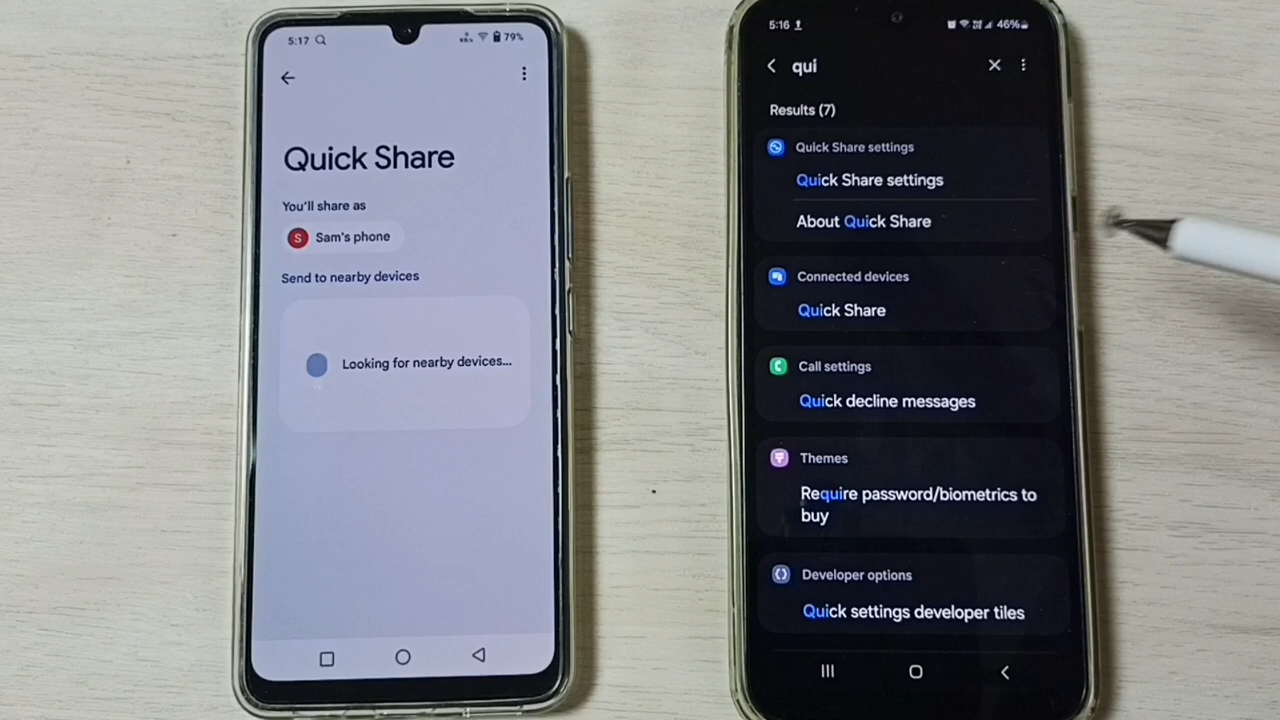 5:17
79%
Quick Share
You'll share as
S Sam's phone
Send to nearby devices
Looking for nearby devices...
5:16
46%
qui
Results (7)
Quick Share settings
Quick Share settings
About Quick Share
Connected devices
Quick Share
Call settings
Quick decline messages
Themes
Require password/biometrics to
buy
Developer options
Quick settings developer tiles